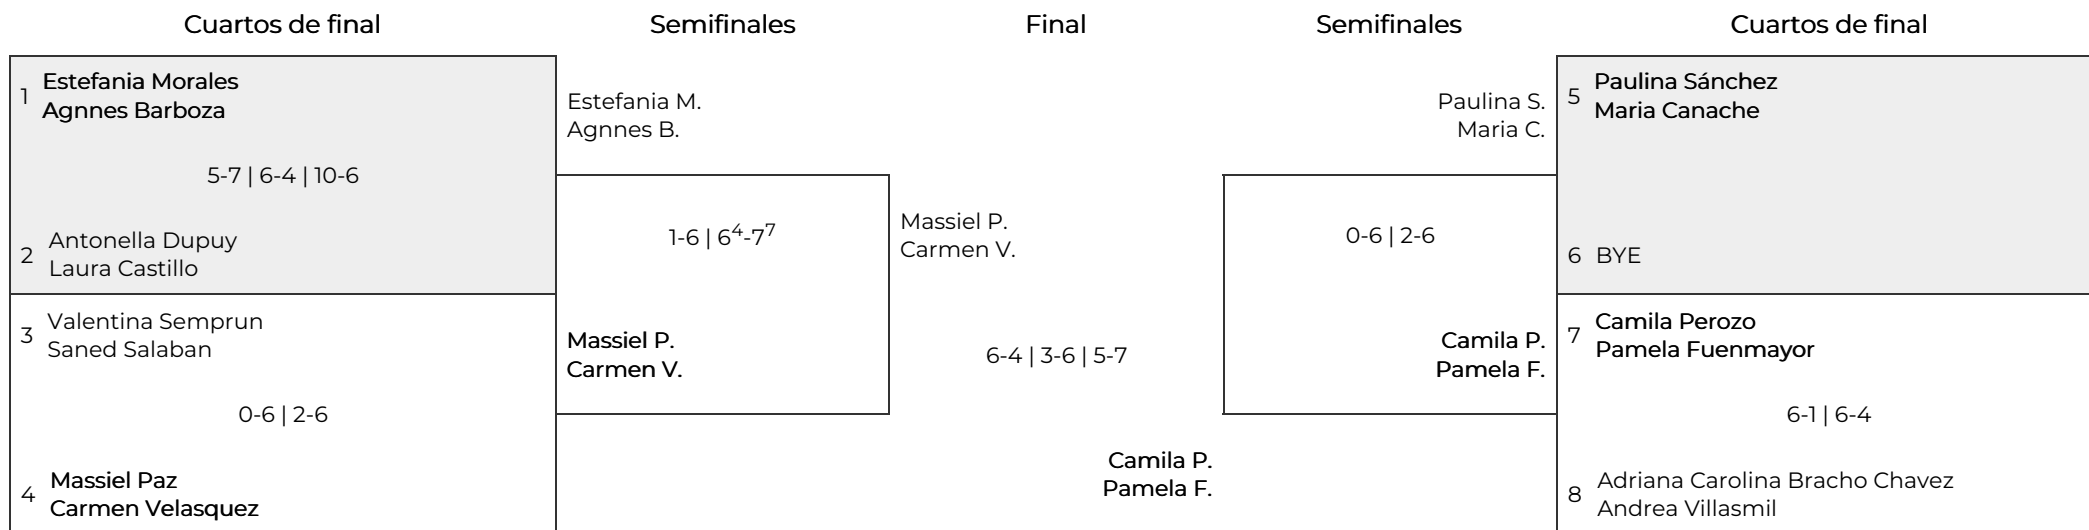 Cuartos de final
Semifinales
Final
Semifinales
Cuartos de final
1
Estefania Morales
Agnnes Barboza
5-7 | 6-4 | 10-6
2
Antonella Dupuy
Laura Castillo
3
Valentina Semprun
Saned Salaban
0-6 | 2-6
4
Massiel Paz
Carmen Velasquez
Estefania M.
Agnnes B.
1-6 | 6⁴-7⁷
Massiel P.
Carmen V.
Massiel P.
Carmen V.
6-4 | 3-6 | 5-7
Camila P.
Pamela F.
Paulina S.
Maria C.
0-6 | 2-6
Camila P.
Pamela F.
5
Paulina Sánchez
Maria Canache
6 BYE
7
Camila Perozo
Pamela Fuenmayor
6-1 | 6-4
8
Adriana Carolina Bracho Chavez
Andrea Villasmil